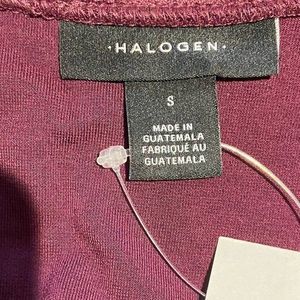 ·HALOGEN·
S
MADE IN
GUATEMALA
FABRIQUÉ AU
GUATEMALA